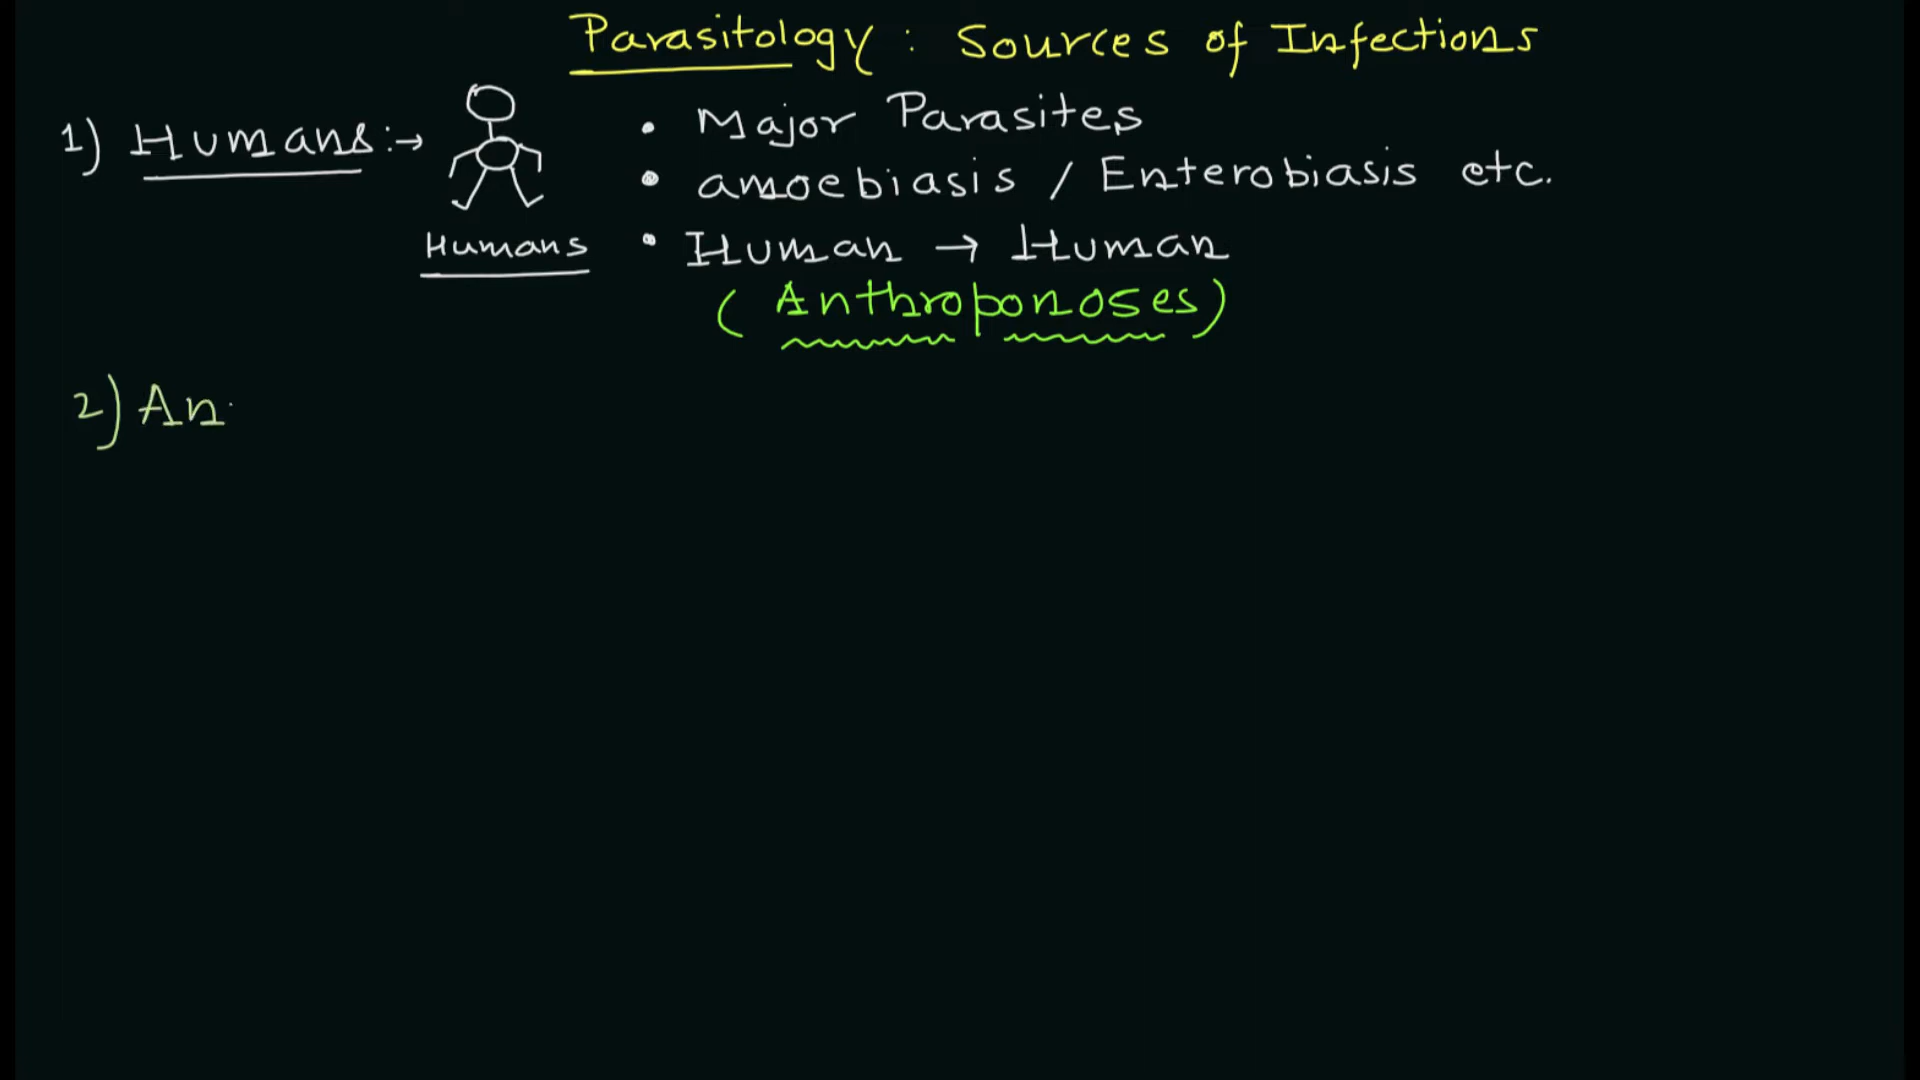 Parasitology : Sources of Infections
1) Humans :→
• Major Parasites
• amoebiasis / Enterobiasis etc.
Humans
• Human → Human
(Anthroponoses)
2) An